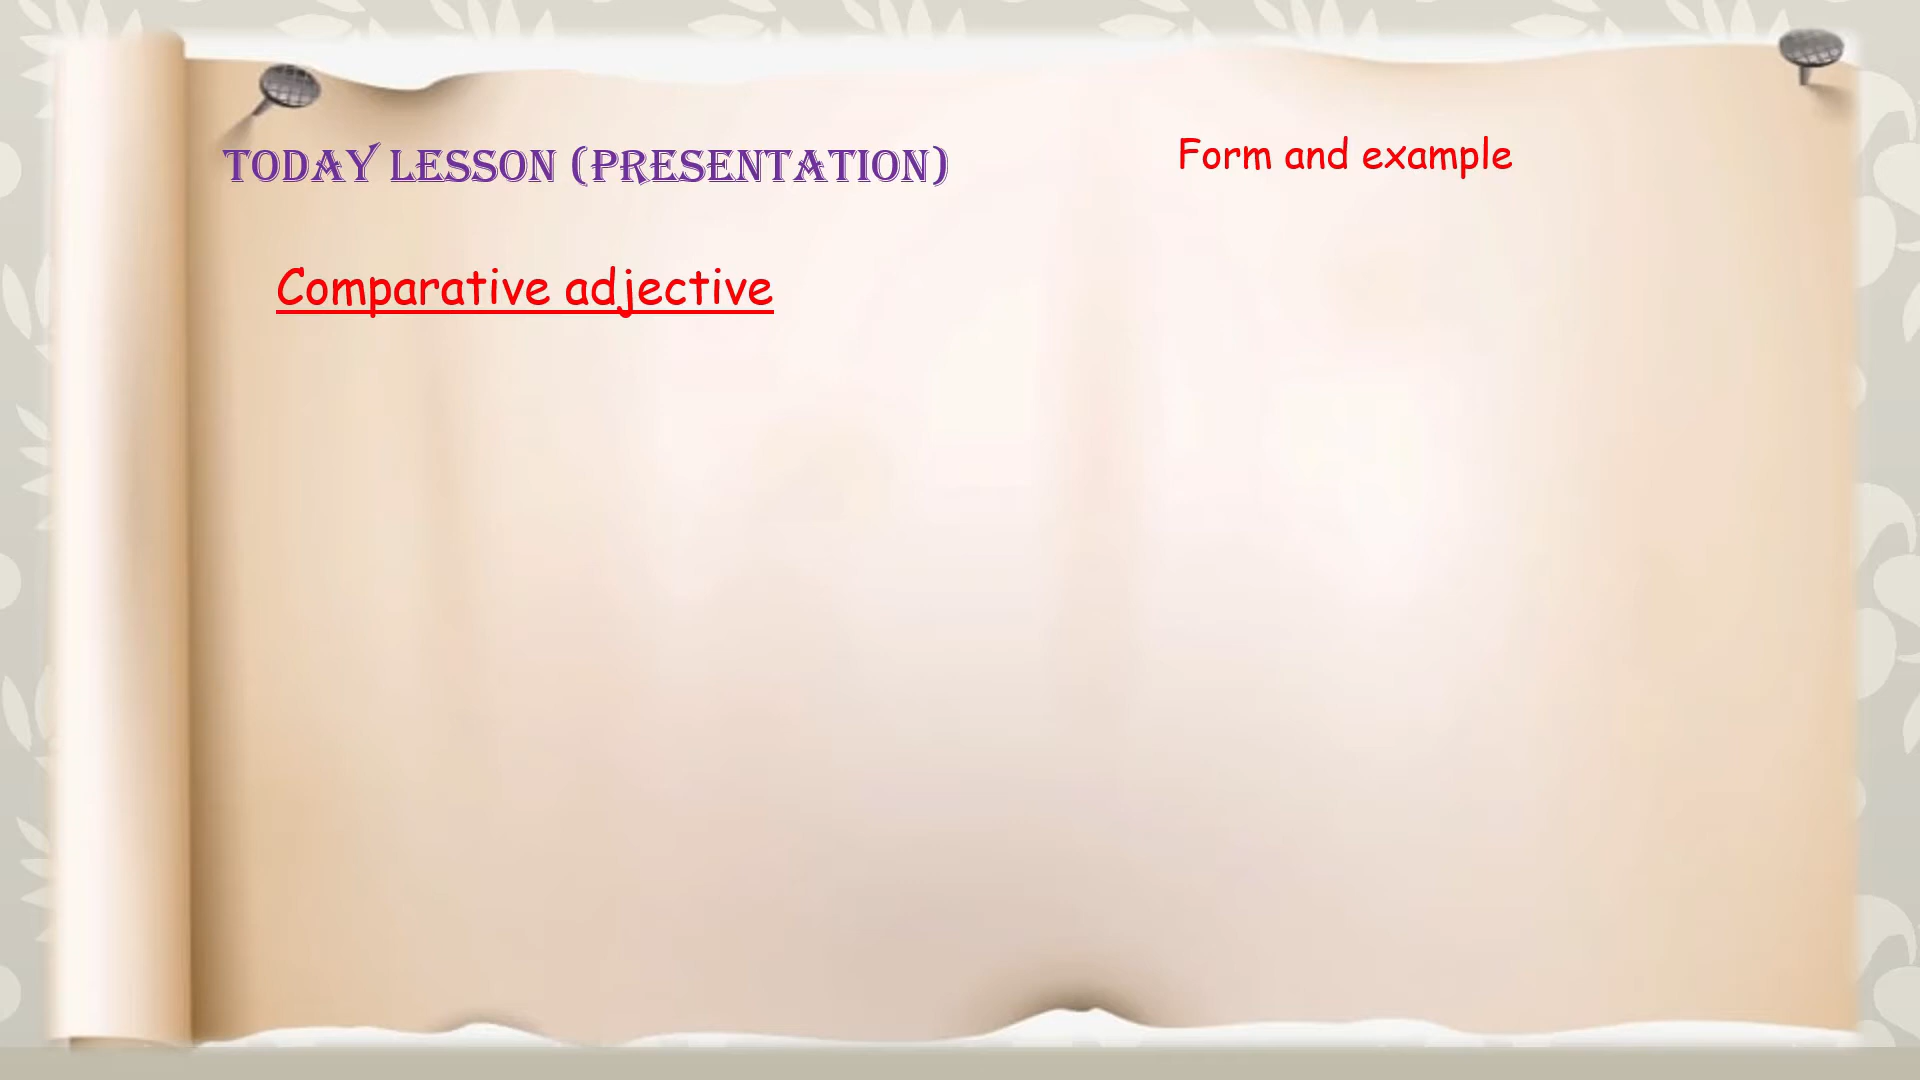 TODAY LESSON (PRESENTATION)
Form and example
Comparative adjective